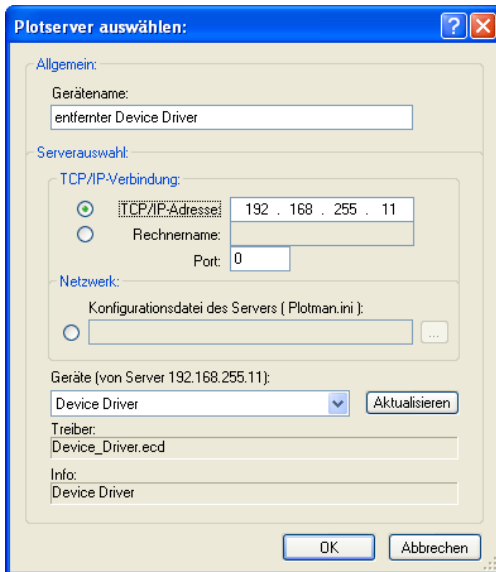 Plotserver auswählen:
Allgemein:
Gerätename:
entfernter Device Driver
Serverauswahl:
TCP/IP-Verbindung:
TCP/IP-Adresse: 192 . 168 . 255 . 11
Rechnername:
Port: 0
Netzwerk:
Konfigurationsdatei des Servers ( Plotman.ini ):
...
Geräte (von Server 192.168.255.11):
Device Driver Aktualisieren
Treiber:
Device_Driver.ecd
Info:
Device Driver
OK Abbrechen